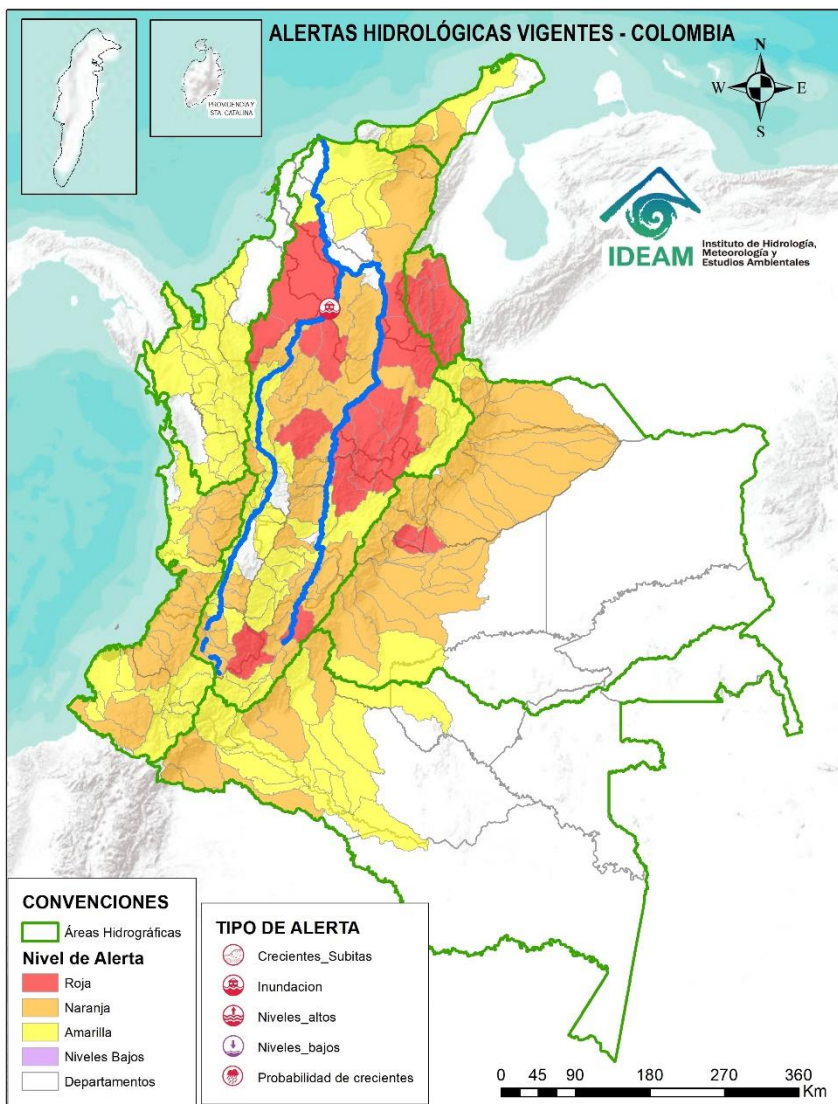 ALERTAS HIDROLÓGICAS VIGENTES - COLOMBIA
PROVIDENCIA Y
STA. CATALINA
N
W
E
S
IDEAM
Instituto de Hidrología,
Meteorología y
Estudios Ambientales
CONVENCIONES
Áreas Hidrográficas
Nivel de Alerta
Roja
Naranja
Amarilla
Niveles Bajos
Departamentos
TIPO DE ALERTA
Crecientes_Subitas
Inundacion
Niveles_altos
Niveles_bajos
Probabilidad de crecientes
0 45 90 180 270 360
Km